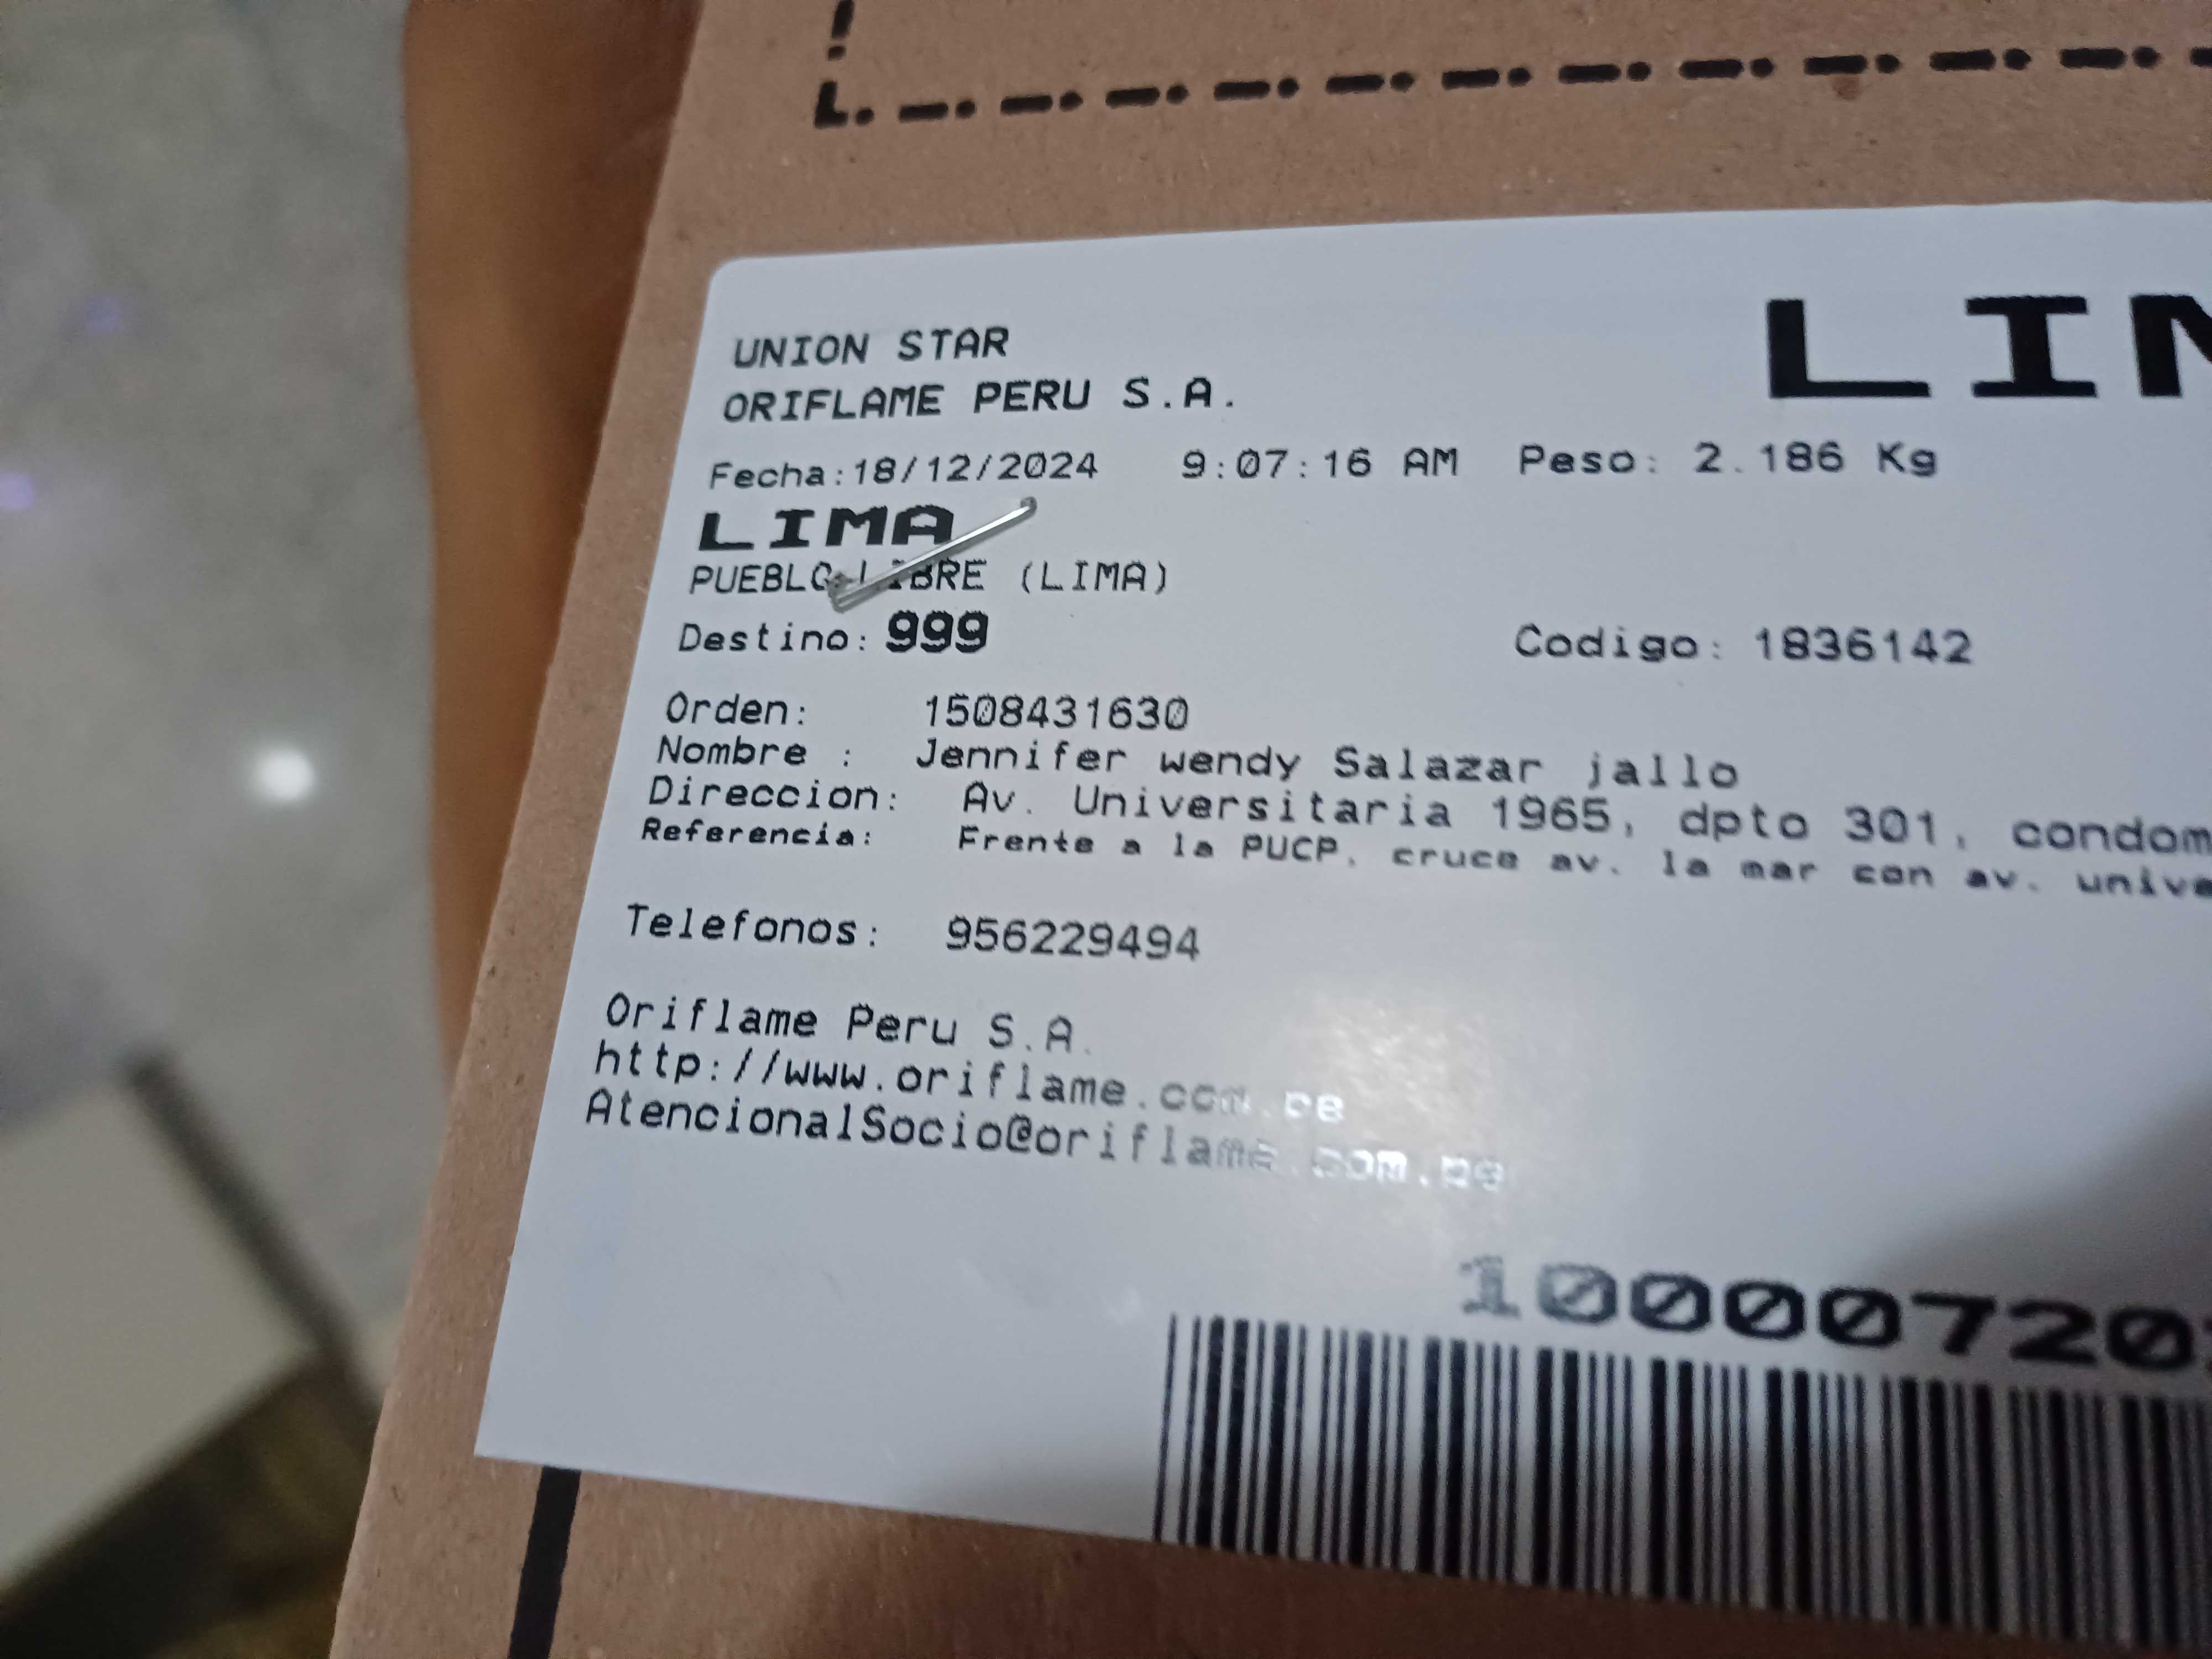 LIM
UNION STAR
ORIFLAME PERU S.A.
Fecha:18/12/2024 9:07:16 AM Peso: 2.186 Kg
LIMA
PUEBLO LIBRE (LIMA)
Destino: 999 Codigo: 1836142
Orden: 1508431630
Nombre : Jennifer wendy Salazar jallo
Direccion: Av. Universitaria 1965, dpto 301, condom
Referencia: Frente a la PUCP, cruce av. la mar con av. unive
Telefonos: 956229494
Oriflame Peru S.A.
http://www.oriflame.com.pe
AtencionalSocio@oriflame.com.pe
10000720